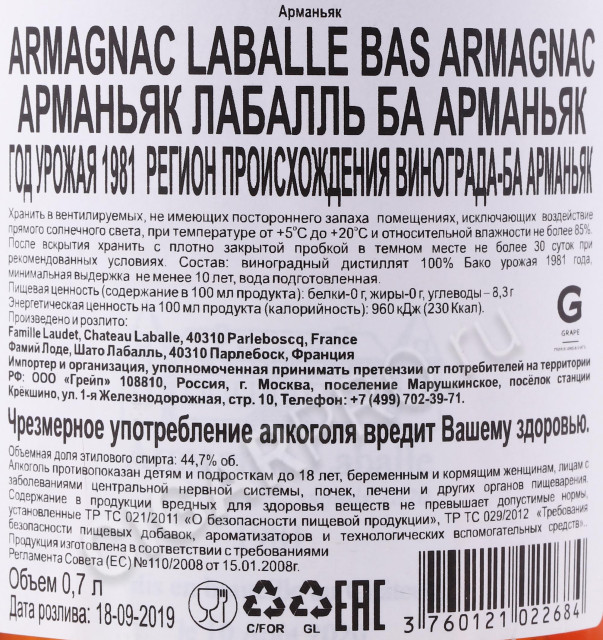 Арманьяк
ARMAGNAC LABALLE BAS ARMAGNAC
АРМАНЬЯК ЛАБАЛЛЬ БА АРМАНЬЯК
ГОД УРОЖАЯ 1981 РЕГИОН ПРОИСХОЖДЕНИЯ ВИНОГРАДА-БА АРМАНЬЯК
Хранить в вентилируемых, не имеющих постороннего запаха помещениях, исключающих воздействие
прямого солнечного света, при температуре от +5°С до +20°С и относительной влажности не более 85%.
После вскрытия хранить с плотно закрытой пробкой в темном месте не более 30 суток при
рекомендованных условиях. Состав: виноградный дистиллят 100% Бако урожая 1981 года,
минимальная выдержка не менее 10 лет, вода подготовленная.
Пищевая ценность (содержание в 100 мл продукта): белки-0 г, жиры-0 г, углеводы – 8,3 г
Энергетическая ценность на 100 мл продукта (калорийность): 960 кДж (230 Ккал).
Произведено и розлито:
Famille Laudet, Chateau Laballe, 40310 Parleboscq, France
Фамий Лоде, Шато Лабалль, 40310 Парлебоск, Франция
Импортер и организация, уполномоченная принимать претензии от потребителей на территории
РФ: ООО «Грейп» 108810, Россия, г. Москва, поселение Марушкинское, посёлок станции
Крёкшино, ул. 1-я Железнодорожная, стр. 10, Телефон: +7 (499) 702-39-71.
G
GRAPE
Чрезмерное употребление алкоголя вредит Вашему здоровью.
Объемная доля этилового спирта: 44,7% об.
Алкоголь противопоказан детям и подросткам до 18 лет, беременным и кормящим женщинам, лицам с
заболеваниями центральной нервной системы, почек, печени и других органов пищеварения.
Содержание в продукции вредных для здоровья веществ не превышает допустимые нормы,
установленные ТР ТС 021/2011 «О безопасности пищевой продукции», ТР ТС 029/2012 «Требования
безопасности пищевых добавок, ароматизаторов и технологических вспомогательных средств».
Продукция изготовлена в соответствии с требованиями
Регламента Совета (ЕС) №110/2008 от 15.01.2008г.
Объем 0,7 л
Дата розлива: 18-09-2019
C/FOR
GL
EAC
3 760121 022684